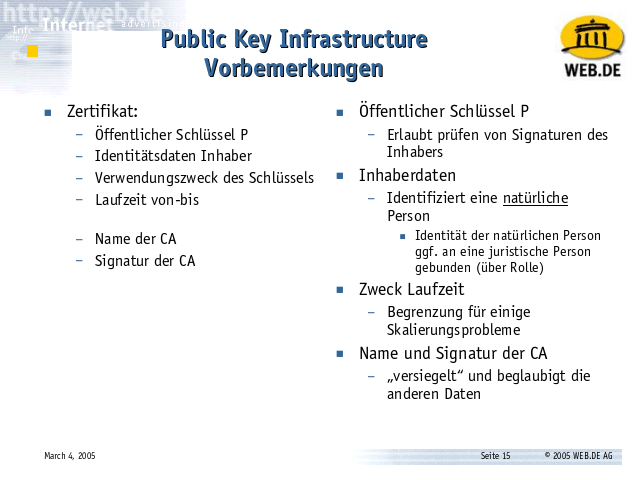 http://web.de
Info
Internet
advertising
http://
Public Key Infrastructure
Vorbemerkungen
WEB.DE
Zertifikat:
– Öffentlicher Schlüssel P
– Identitätsdaten Inhaber
– Verwendungszweck des Schlüssels
– Laufzeit von-bis
– Name der CA
– Signatur der CA
Öffentlicher Schlüssel P
– Erlaubt prüfen von Signaturen des
Inhabers
Inhaberdaten
– Identifiziert eine natürliche
Person
Identität der natürlichen Person
ggf. an eine juristische Person
gebunden (über Rolle)
Zweck Laufzeit
– Begrenzung für einige
Skalierungsprobleme
Name und Signatur der CA
– „versiegelt“ und beglaubigt die
anderen Daten
March 4, 2005
Seite 15
© 2005 WEB.DE AG